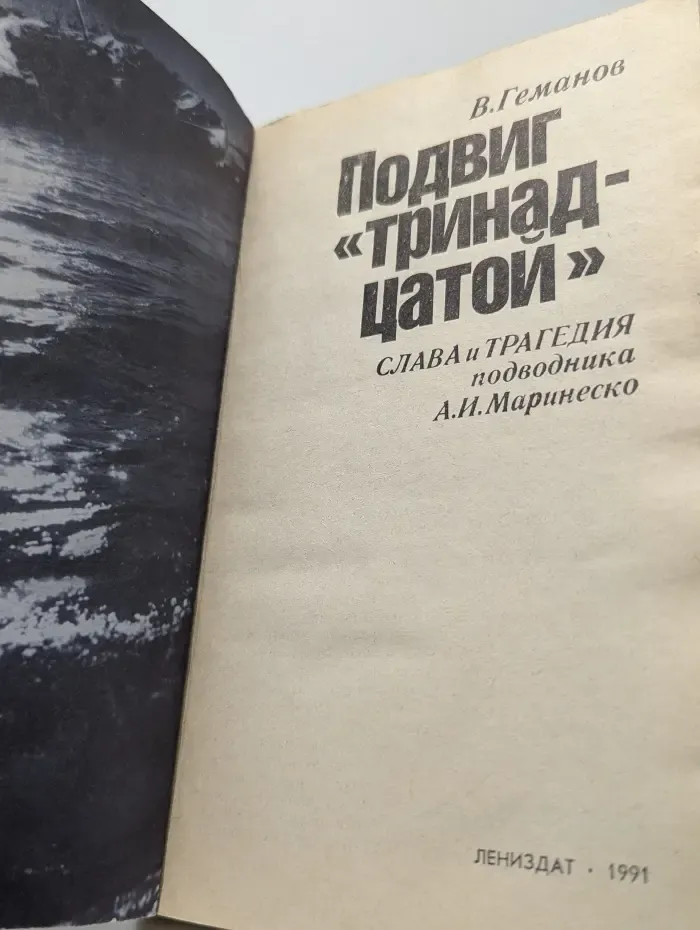 В. Геманов
Подвиг
«тринад-
цатой»
СЛАВА и ТРАГЕДИЯ
подводника
А.И.Маринеско
ЛЕНИЗДАТ · 1991